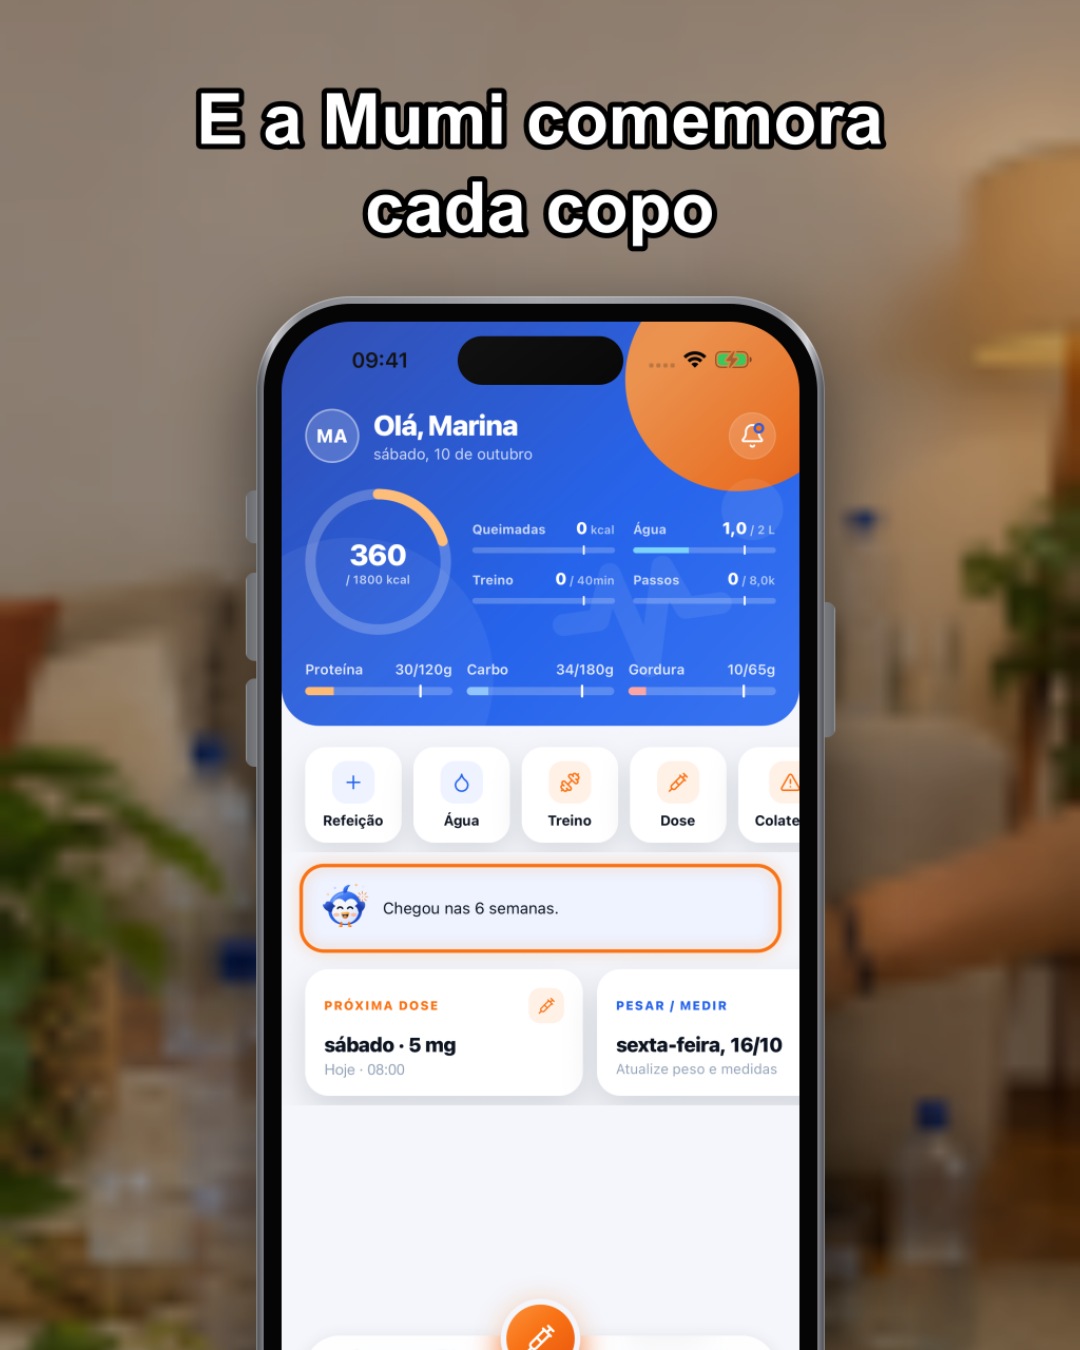 E a Mumi comemora
cada copo
09:41
MA
Olá, Marina
sábado, 10 de outubro
360
/ 1800 kcal
Queimadas 0 kcal
Água 1,0 / 2 L
Treino 0 / 40min
Passos 0 / 8,0k
Proteína 30/120g
Carbo 34/180g
Gordura 10/65g
Refeição
Água
Treino
Dose
Colate
Chegou nas 6 semanas.
PRÓXIMA DOSE
sábado · 5 mg
Hoje · 08:00
PESAR / MEDIR
sexta-feira, 16/10
Atualize peso e medidas